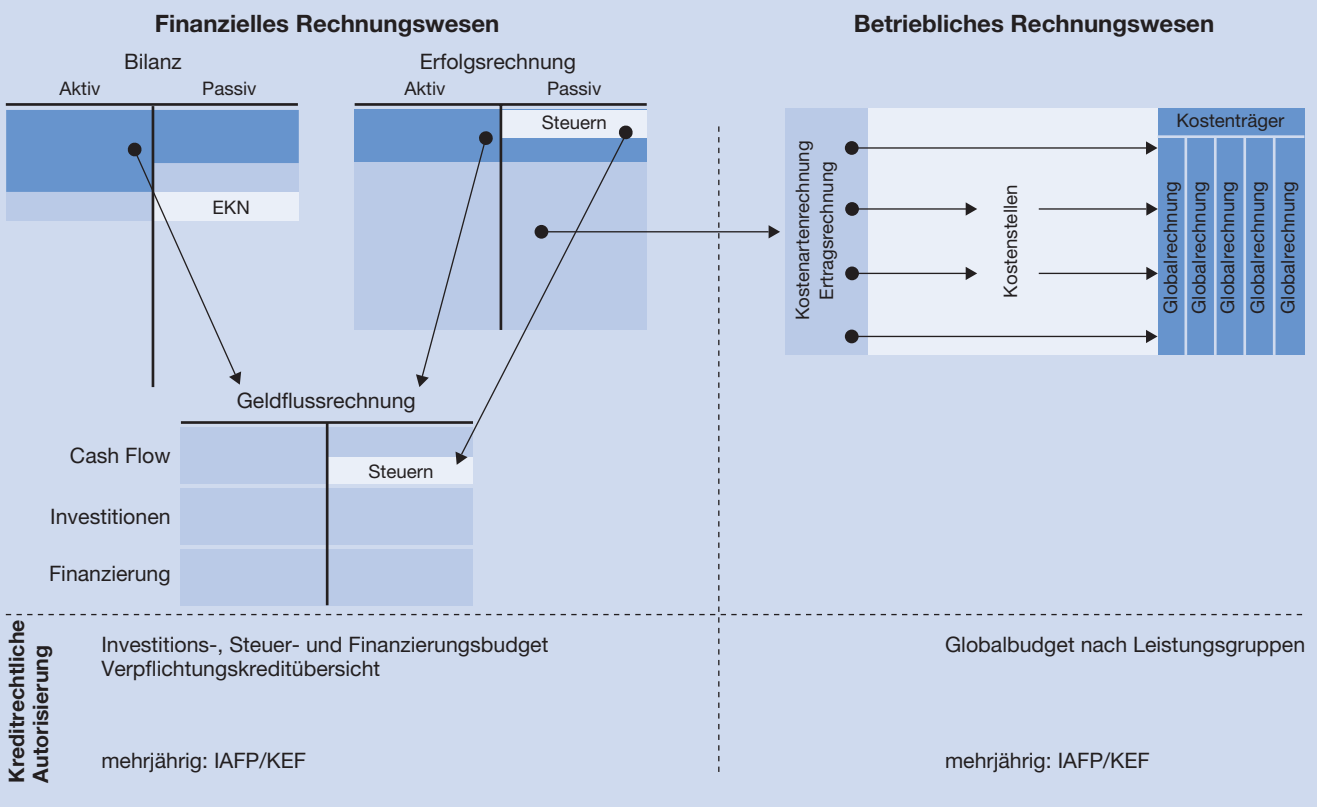 Finanzielles Rechnungswesen
Betriebliches Rechnungswesen
Bilanz
Aktiv
Passiv
EKN
Erfolgsrechnung
Aktiv
Passiv
Steuern
Kostenartenrechnung
Ertragsrechnung
Kostenstellen
Kostenträger
Globalrechnung
Globalrechnung
Globalrechnung
Globalrechnung
Globalrechnung
Geldflussrechnung
Cash Flow
Steuern
Investitionen
Finanzierung
Kreditrechtliche
Autorisierung
Investitions-, Steuer- und Finanzierungsbudget
Verpflichtungskreditübersicht
mehrjährig: IAFP/KEF
Globalbudget nach Leistungsgruppen
mehrjährig: IAFP/KEF